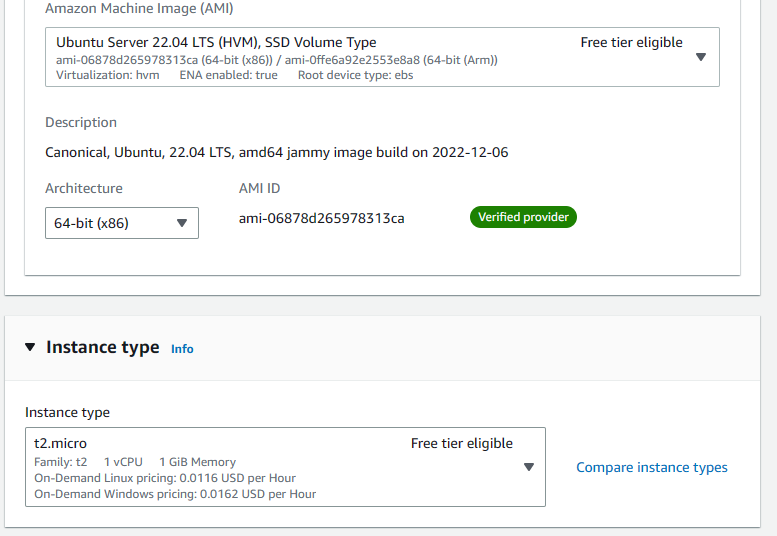 Amazon Machine Image (AMI)
Ubuntu Server 22.04 LTS (HVM), SSD Volume Type Free tier eligible
ami-06878d265978313ca (64-bit (x86)) / ami-0ffe6a92e2553e8a8 (64-bit (Arm))
Virtualization: hvm ENA enabled: true Root device type: ebs
Description
Canonical, Ubuntu, 22.04 LTS, amd64 jammy image build on 2022-12-06
Architecture AMI ID
64-bit (x86) ami-06878d265978313ca Verified provider
Instance type Info
Instance type
t2.micro Free tier eligible
Family: t2 1 vCPU 1 GiB Memory
On-Demand Linux pricing: 0.0116 USD per Hour
On-Demand Windows pricing: 0.0162 USD per Hour
Compare instance types